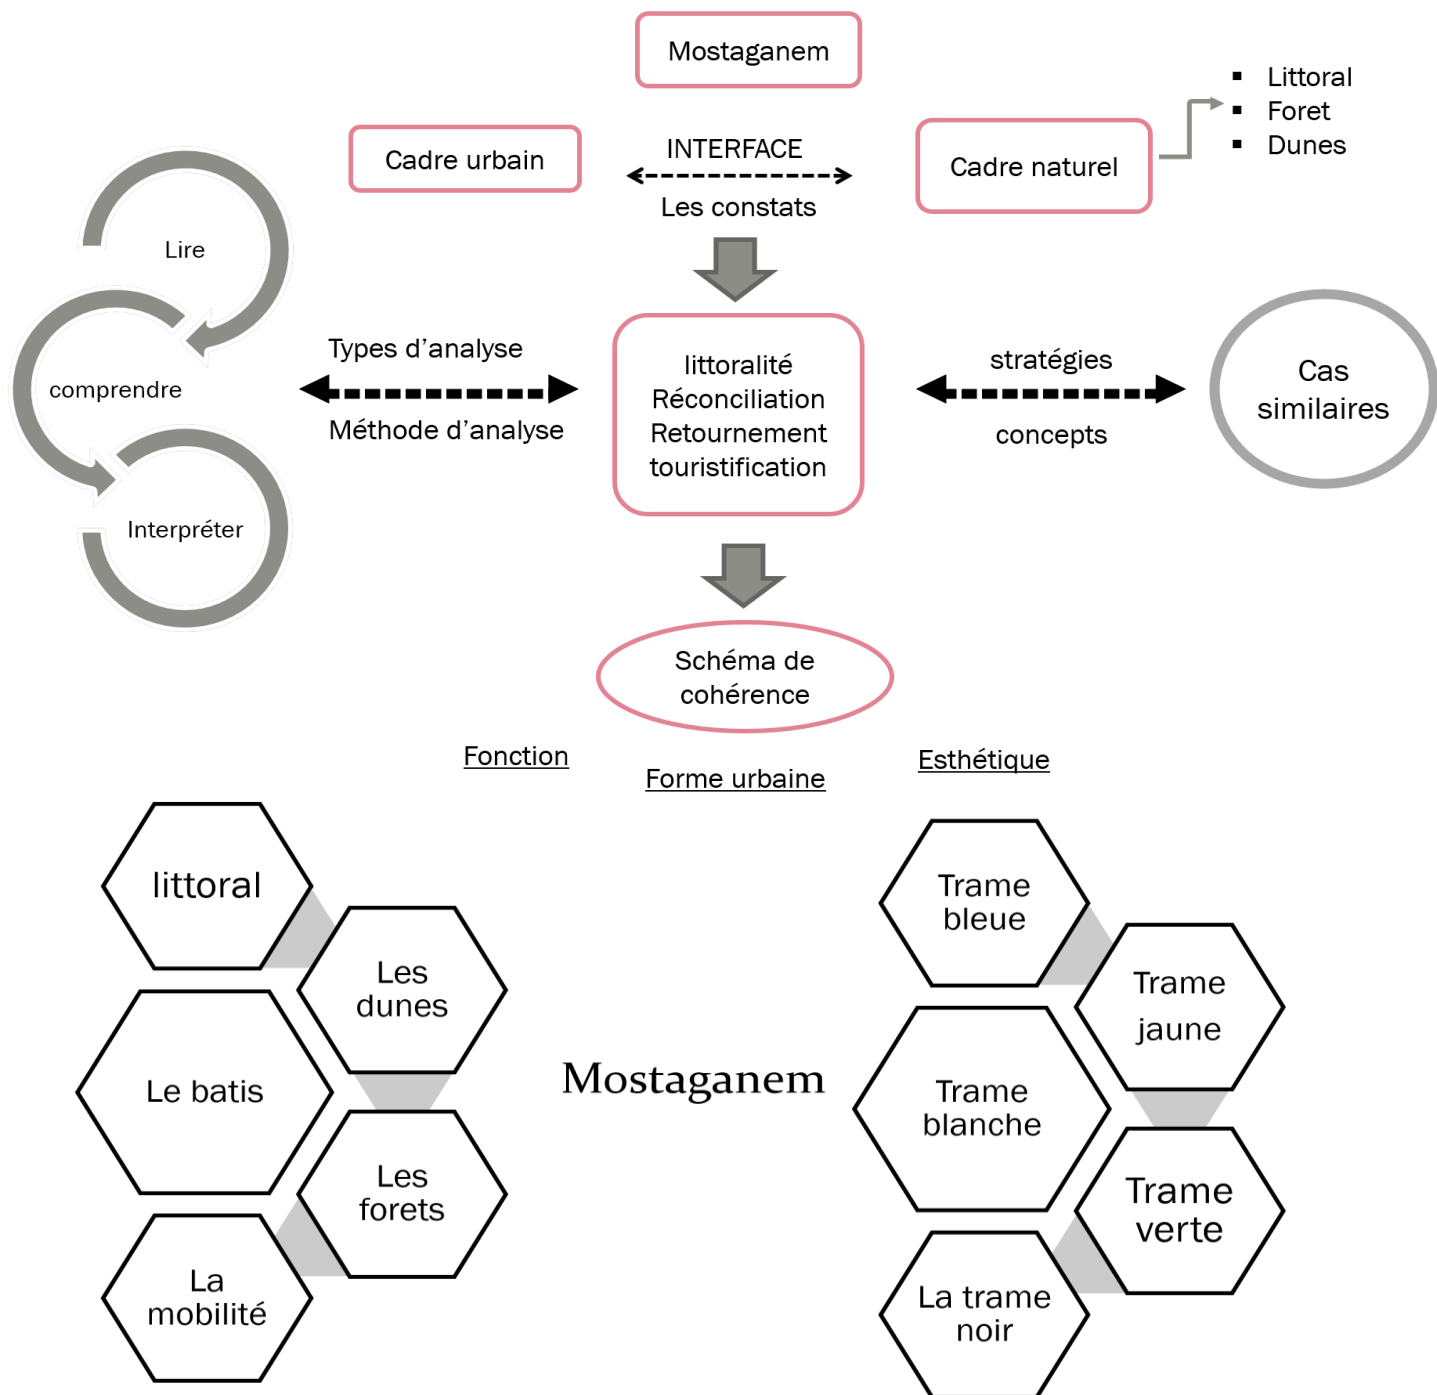 Mostaganem
Littoral
Foret
Dunes
Cadre urbain
INTERFACE
Les constats
Cadre naturel
Lire
comprendre
Interpréter
Types d’analyse
Méthode d’analyse
littoralité
Réconciliation
Retournement
touristification
stratégies
concepts
Cas
similaires
Schéma de
cohérence
Fonction
Forme urbaine
Esthétique
littoral
Les
dunes
Le batis
Les
forets
La
mobilité
Mostaganem
Trame
bleue
Trame
jaune
Trame
blanche
Trame
verte
La trame
noir